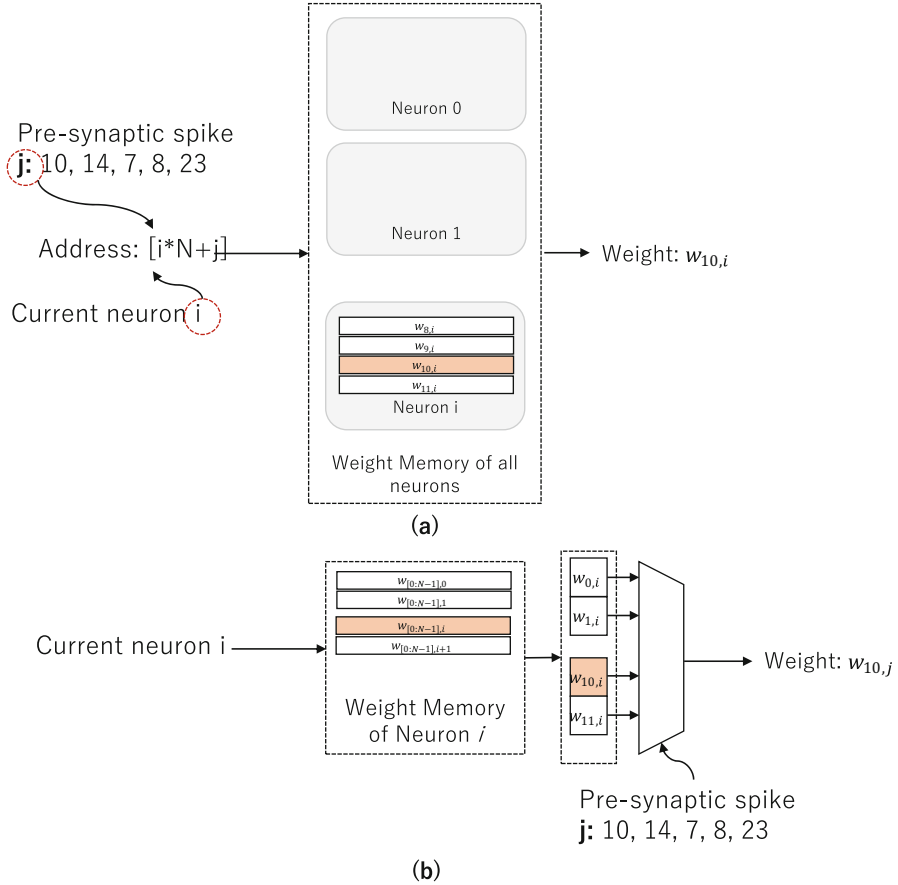 Neuron 0
Pre-synaptic spike
j: 10, 14, 7, 8, 23
Neuron 1
Address: [i*N+j]
Weight: w₁₀,ᵢ
Current neuron i
w₈,ᵢ
w₉,ᵢ
w₁₀,ᵢ
w₁₁,ᵢ
Neuron i
Weight Memory of all
neurons
(a)
w[0:N−1],0
w[0:N−1],1
w[0:N−1],i
w[0:N−1],i+1
Current neuron i
Weight Memory
of Neuron i
w₀,ᵢ
w₁,ᵢ
w₁₀,ᵢ
w₁₁,ᵢ
Weight: w₁₀,ⱼ
Pre-synaptic spike
j: 10, 14, 7, 8, 23
(b)